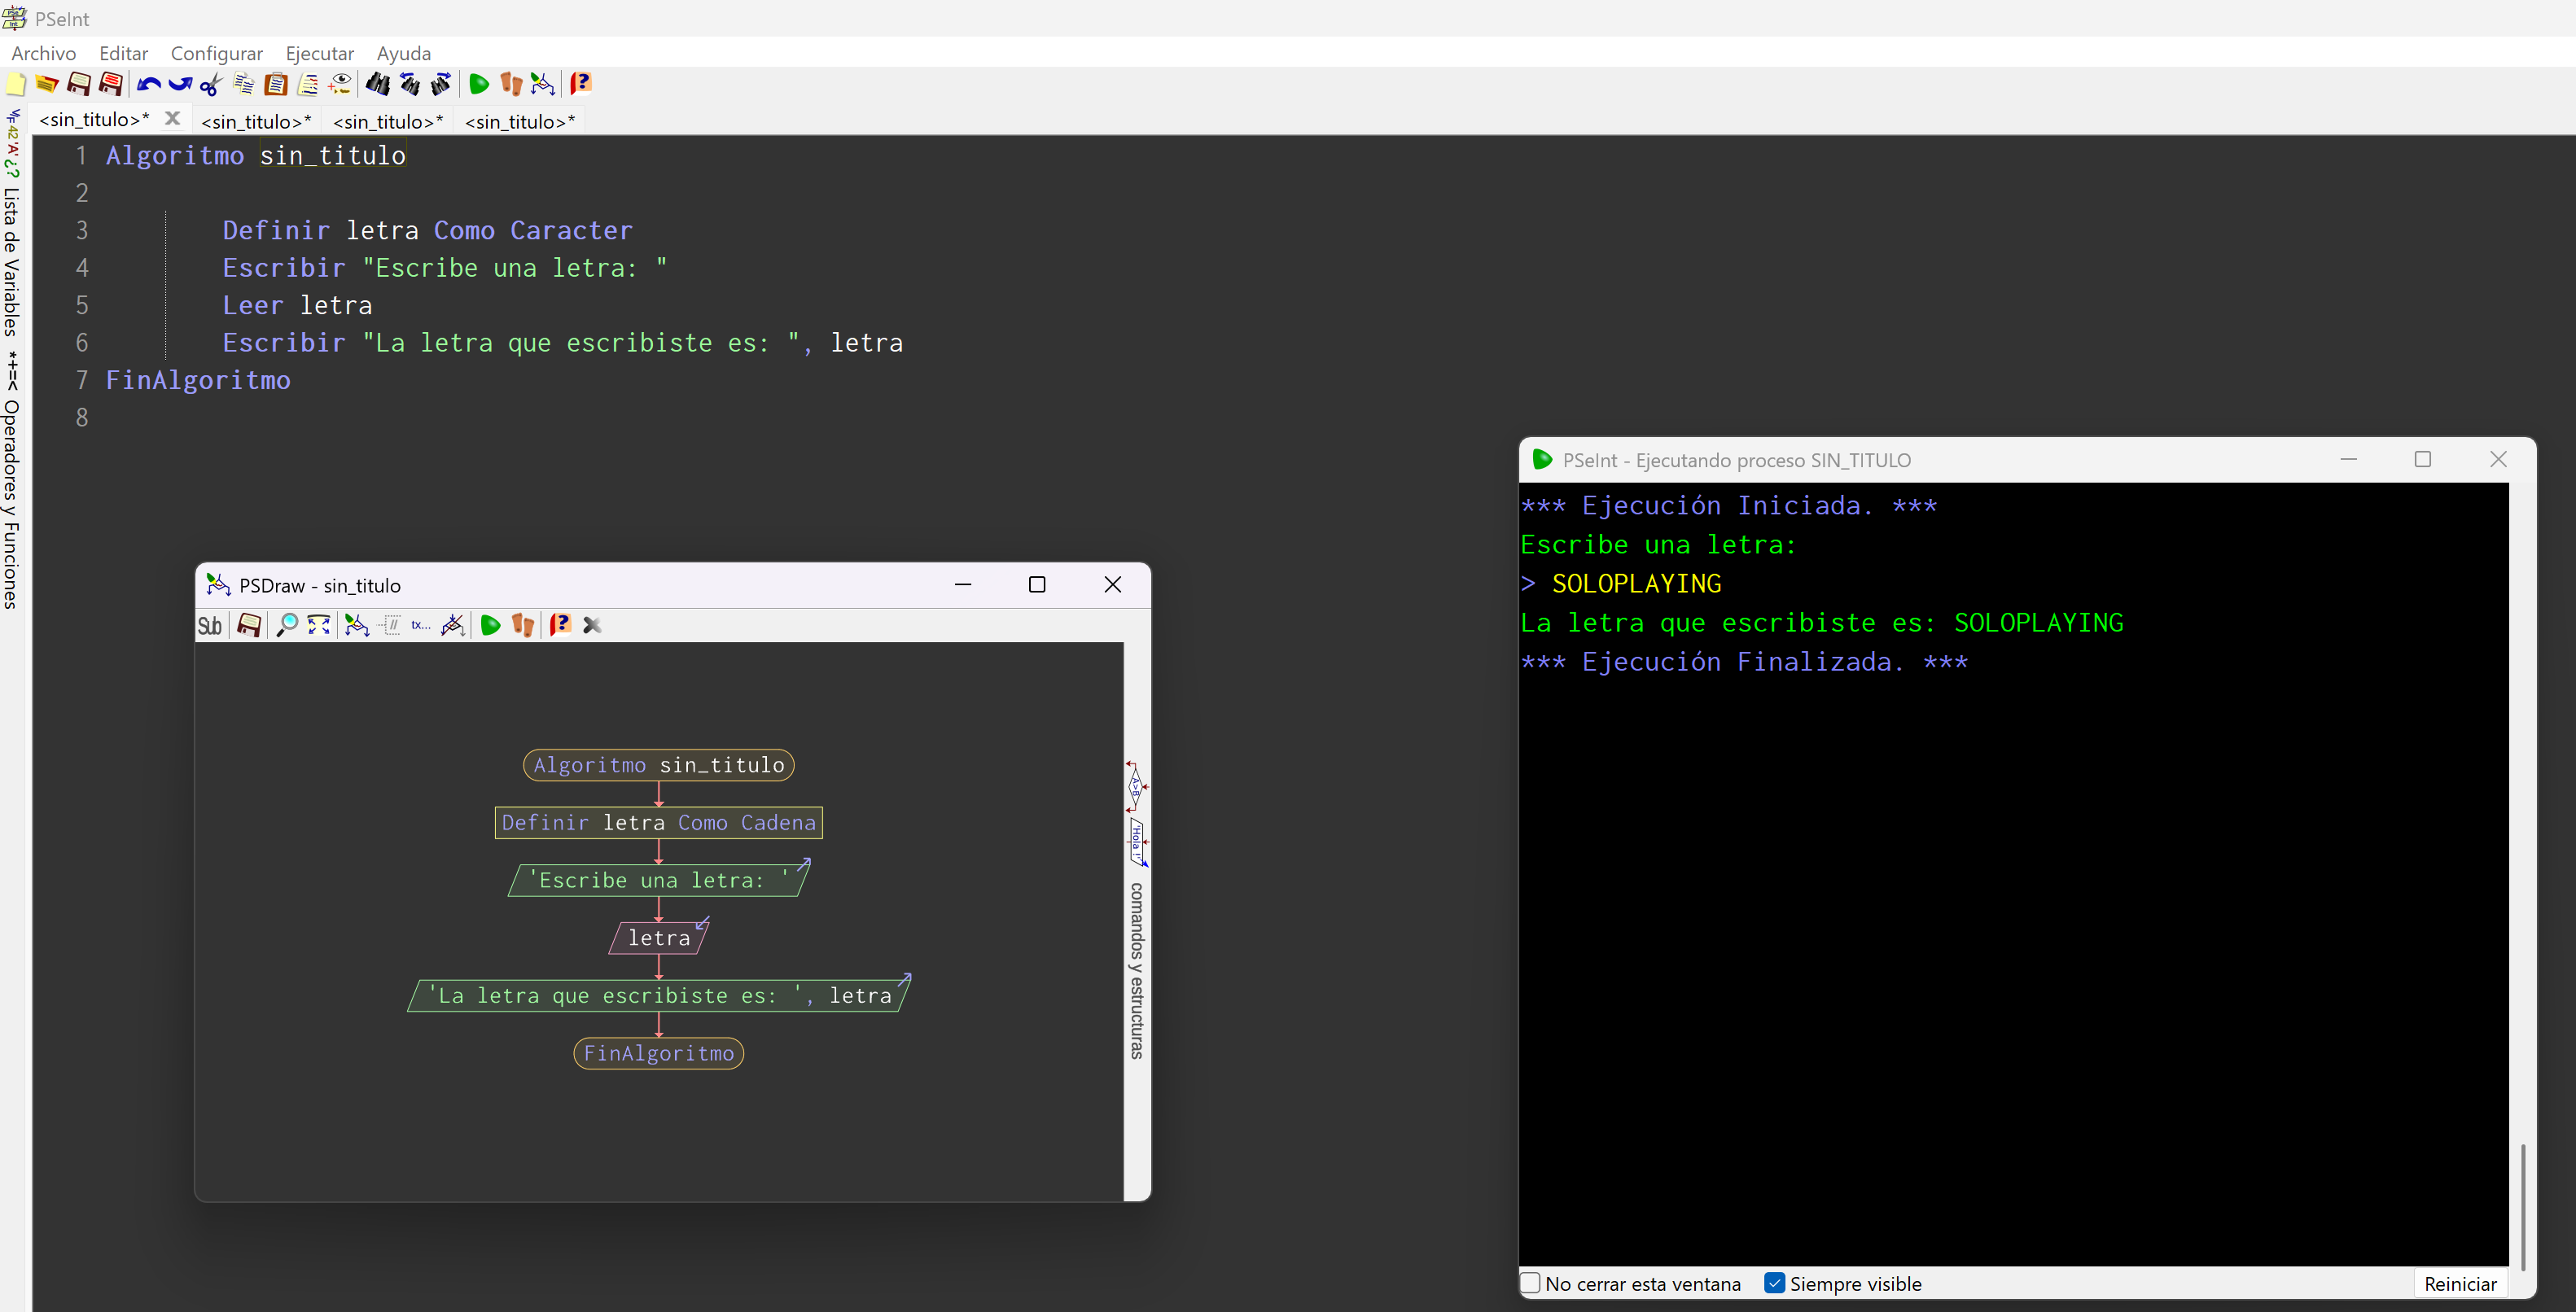 PSeInt
Archivo Editar Configurar Ejecutar Ayuda
<sin_titulo>* <sin_titulo>* <sin_titulo>* <sin_titulo>*
V/F 42 'A' ¿? Lista de Variables
*+=< Operadores y Funciones
1 Algoritmo sin_titulo
2
3 Definir letra Como Caracter
4 Escribir "Escribe una letra: "
5 Leer letra
6 Escribir "La letra que escribiste es: ", letra
7 FinAlgoritmo
8
PSDraw - sin_titulo
Sub tx...
Algoritmo sin_titulo
Definir letra Como Cadena
'Escribe una letra: '
letra
'La letra que escribiste es: ', letra
FinAlgoritmo
A>B
'Hola !'
comandos y estructuras
PSeInt - Ejecutando proceso SIN_TITULO
*** Ejecución Iniciada. ***
Escribe una letra:
> SOLOPLAYING
La letra que escribiste es: SOLOPLAYING
*** Ejecución Finalizada. ***
No cerrar esta ventana Siempre visible Reiniciar